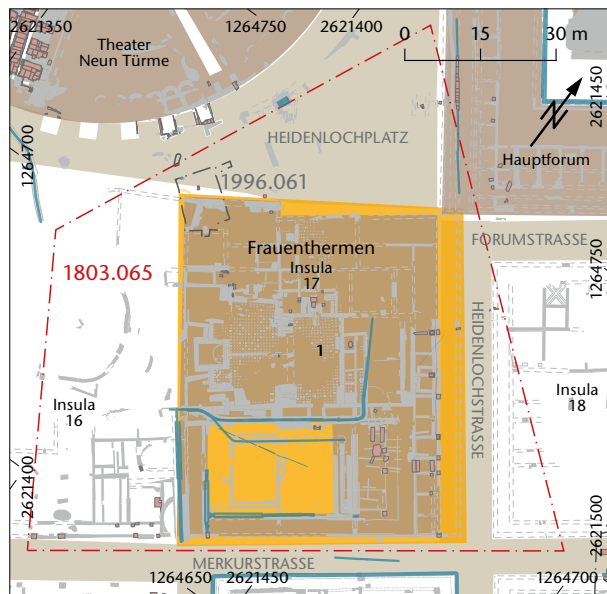 2621350
1264750
2621400
0 15 30 m
Theater
Neun Türme
2621450
N
HEIDENLOCHPLATZ
1264700
Hauptforum
1996.061
Frauenthermen
Insula
17
FORUMSTRASSE
1803.065
1264750
HEIDENLOCHSTRASSE
1
Insula
16
Insula
18
2621400
2621500
MERKURSTRASSE
1264650
2621450
1264700